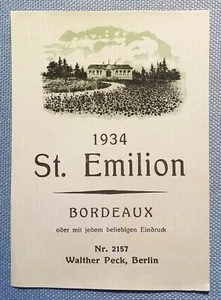 1934
St. Emilion
BORDEAUX
oder mit jedem beliebigen Eindruck
Nr. 2157
Walther Peck, Berlin